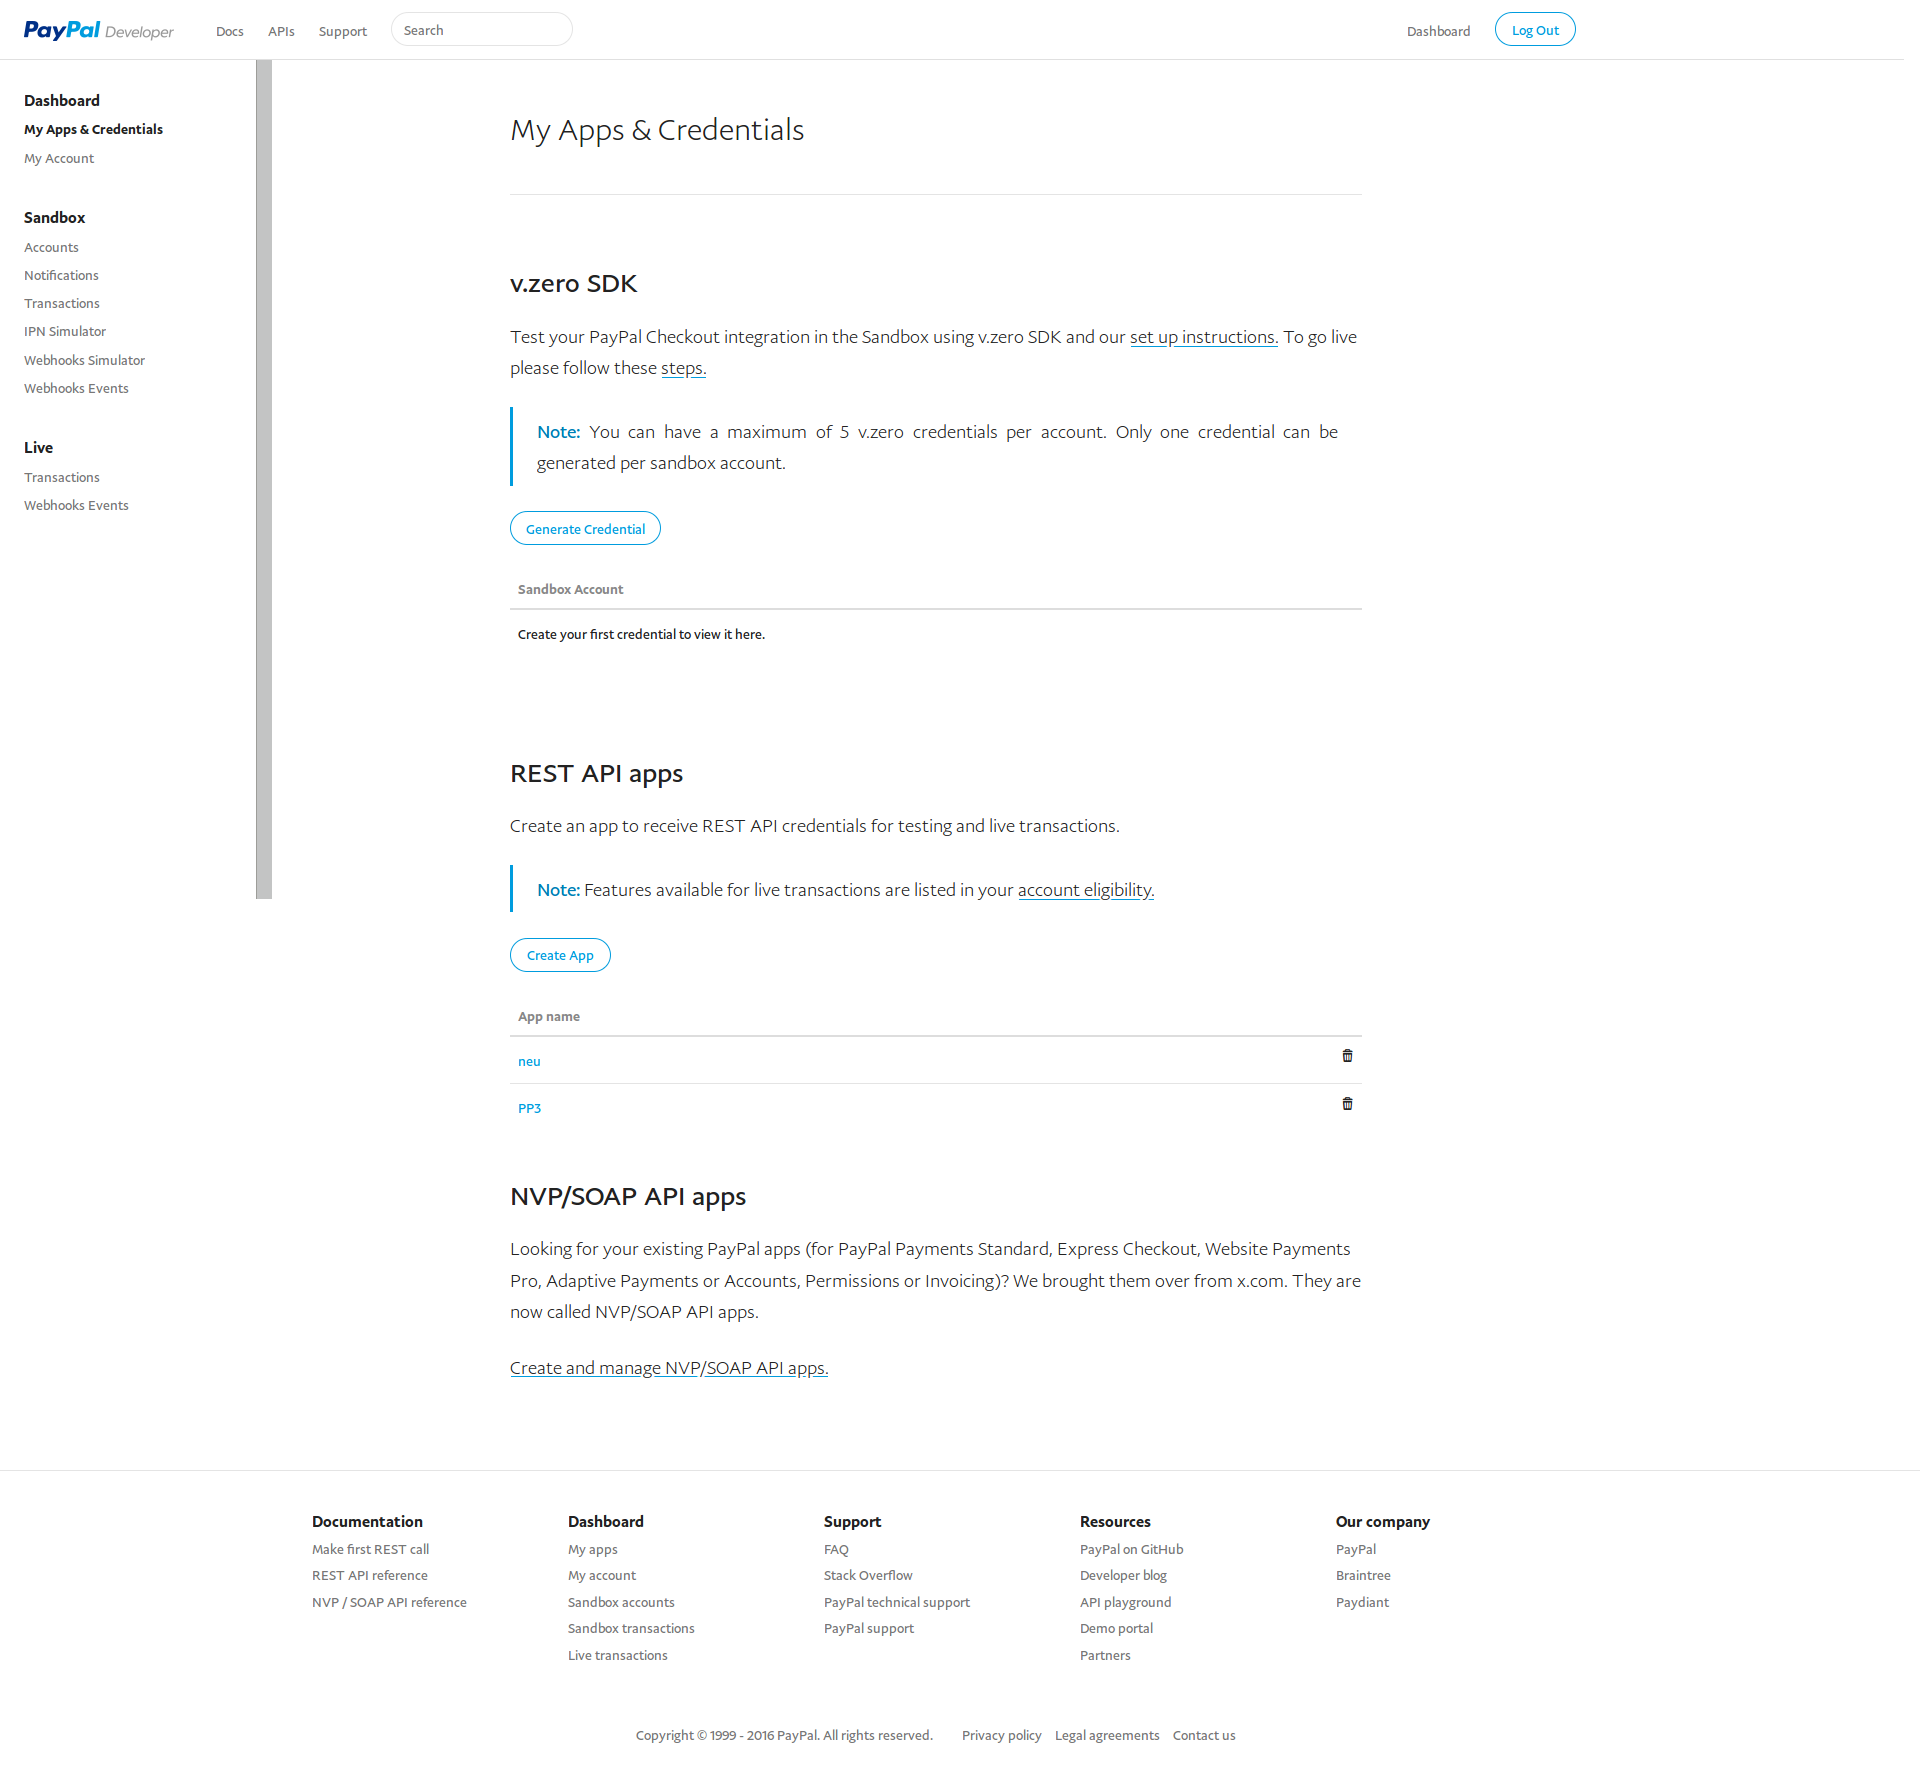 PayPal Developer
Docs APIs Support Search Dashboard Log Out
Dashboard
My Apps & Credentials
My Account
Sandbox
Accounts
Notifications
Transactions
IPN Simulator
Webhooks Simulator
Webhooks Events
Live
Transactions
Webhooks Events
My Apps & Credentials
v.zero SDK
Test your PayPal Checkout integration in the Sandbox using v.zero SDK and our set up instructions. To go live
please follow these steps.
Note: You can have a maximum of 5 v.zero credentials per account. Only one credential can be
generated per sandbox account.
Generate Credential
Sandbox Account
Create your first credential to view it here.
REST API apps
Create an app to receive REST API credentials for testing and live transactions.
Note: Features available for live transactions are listed in your account eligibility.
Create App
App name
neu
PP3
NVP/SOAP API apps
Looking for your existing PayPal apps (for PayPal Payments Standard, Express Checkout, Website Payments
Pro, Adaptive Payments or Accounts, Permissions or Invoicing)? We brought them over from x.com. They are
now called NVP/SOAP API apps.
Create and manage NVP/SOAP API apps.
Documentation
Make first REST call
REST API reference
NVP / SOAP API reference
Dashboard
My apps
My account
Sandbox accounts
Sandbox transactions
Live transactions
Support
FAQ
Stack Overflow
PayPal technical support
PayPal support
Resources
PayPal on GitHub
Developer blog
API playground
Demo portal
Partners
Our company
PayPal
Braintree
Paydiant
Copyright © 1999 - 2016 PayPal. All rights reserved. Privacy policy Legal agreements Contact us